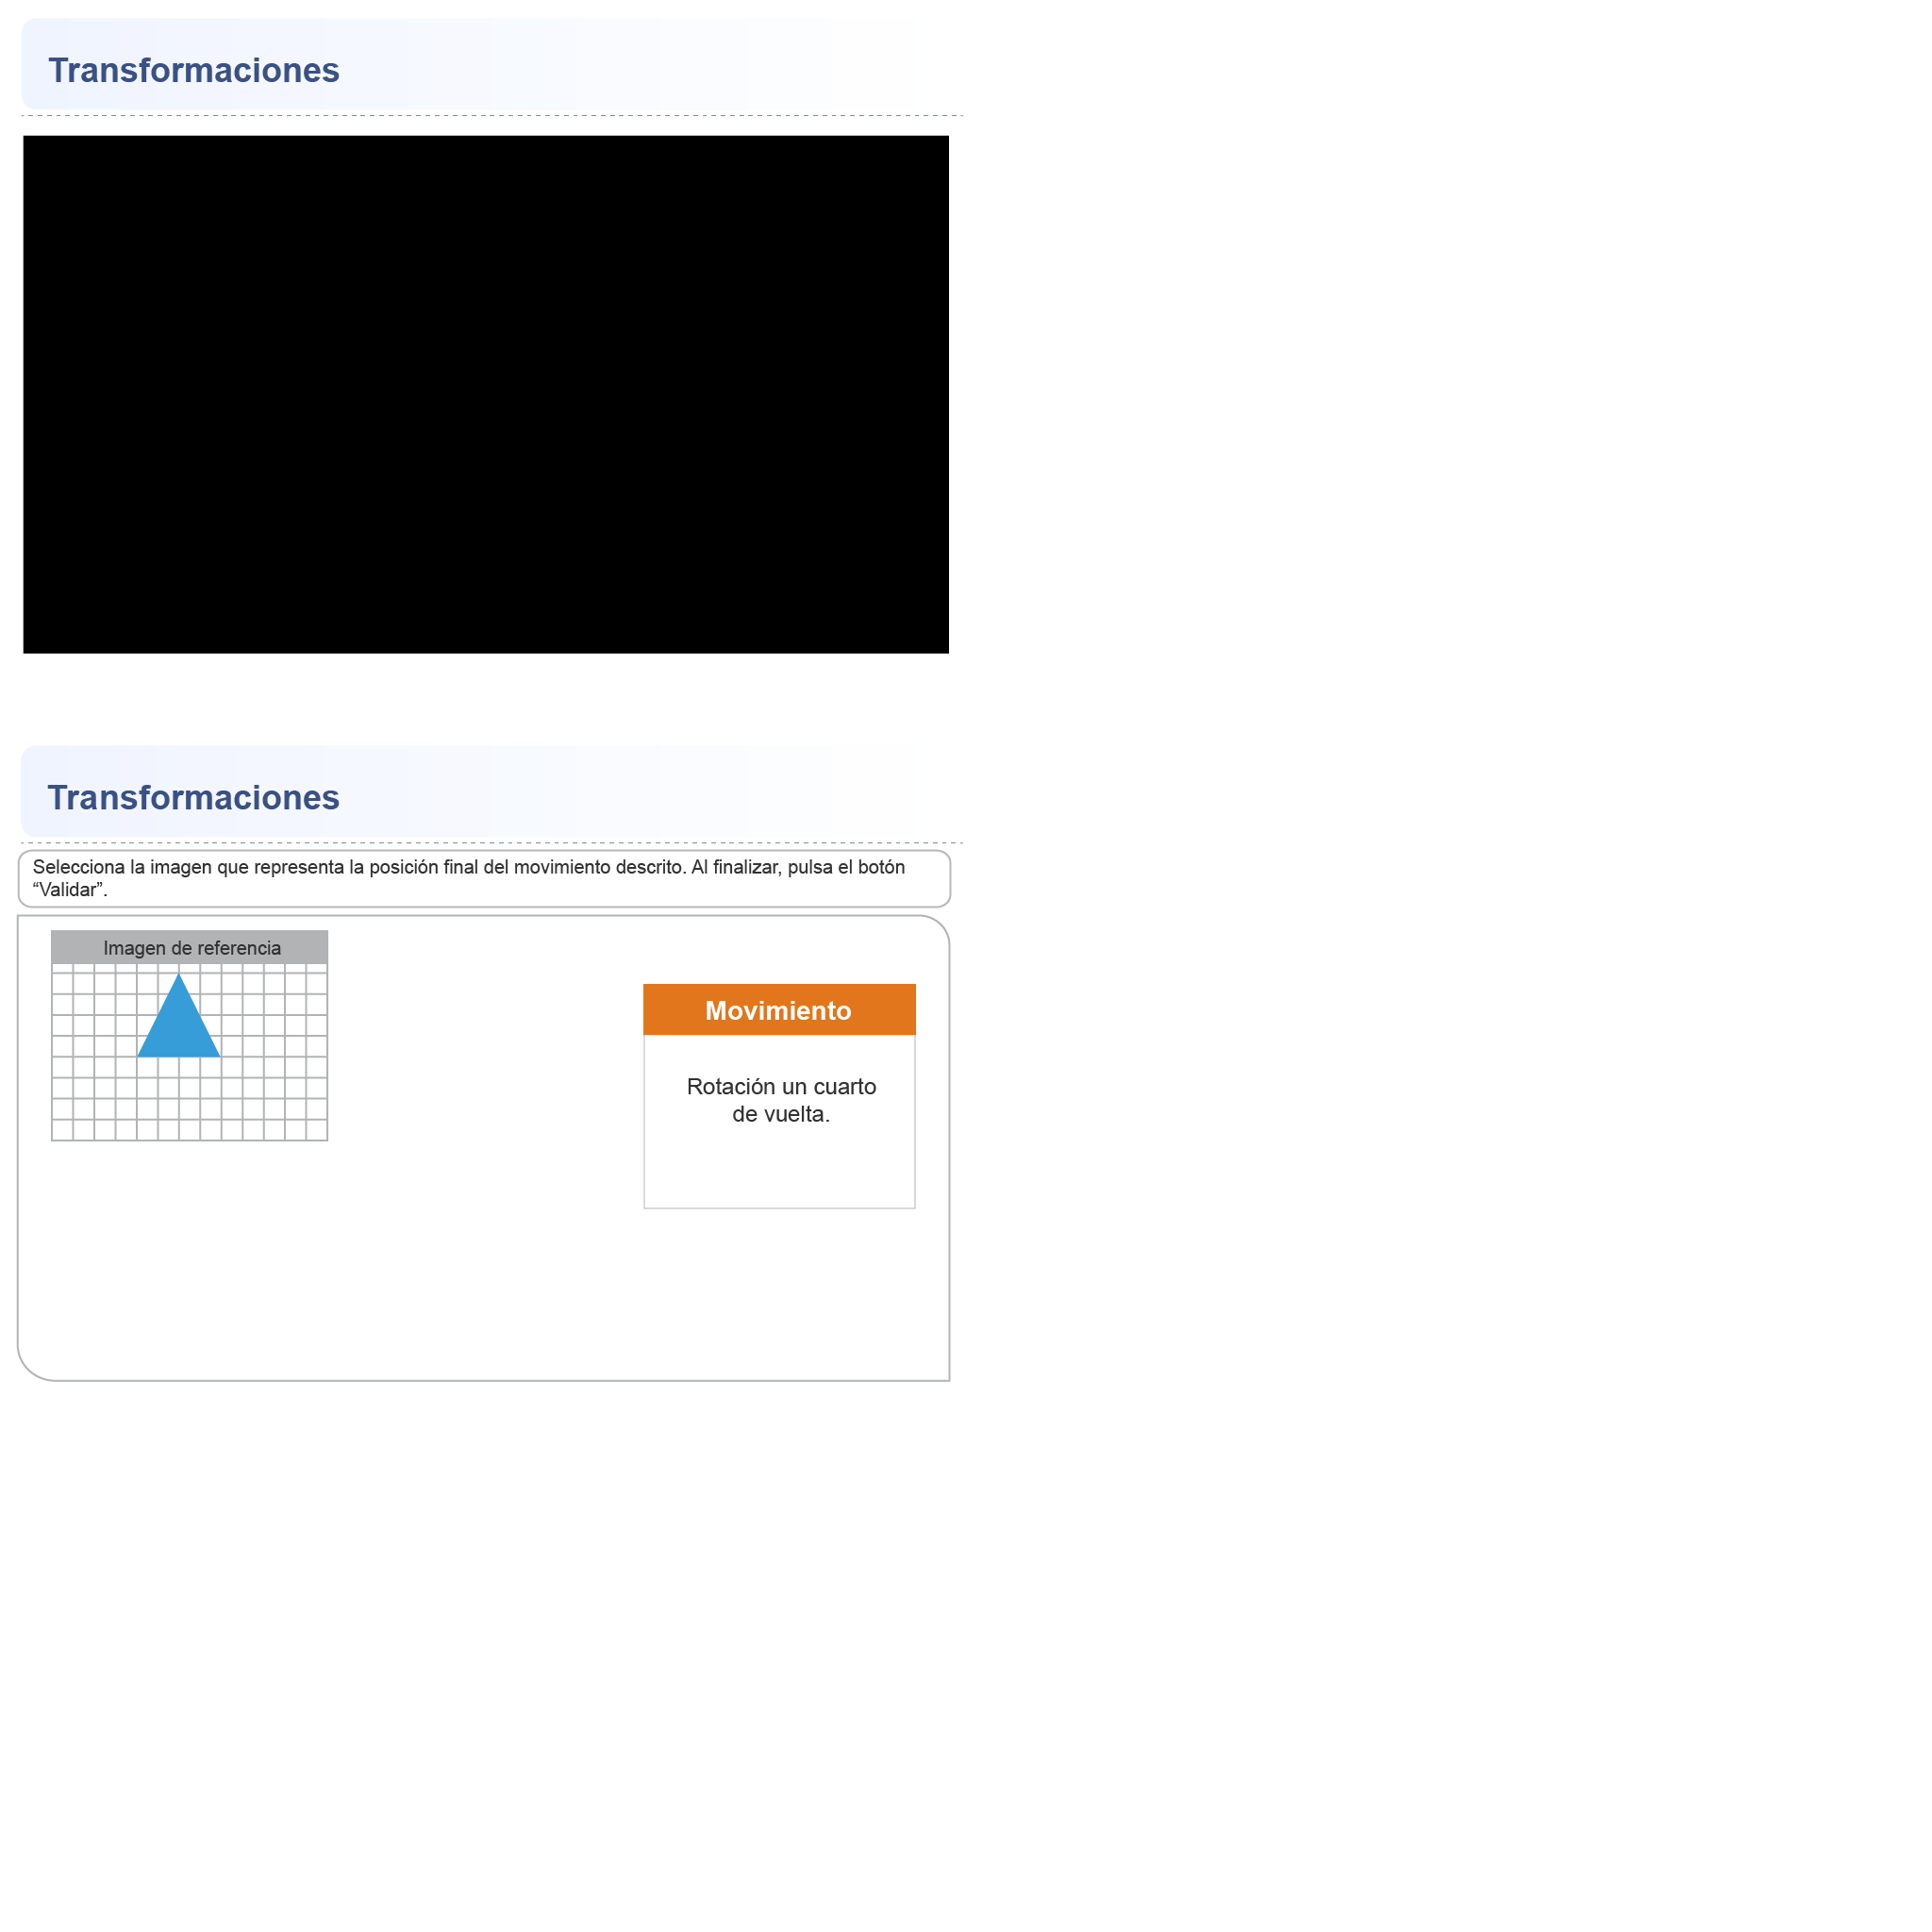 Transformaciones
Transformaciones
Selecciona la imagen que representa la posición final del movimiento descrito. Al finalizar, pulsa el botón
“Validar”.
Imagen de referencia
Movimiento
Rotación un cuarto
de vuelta.